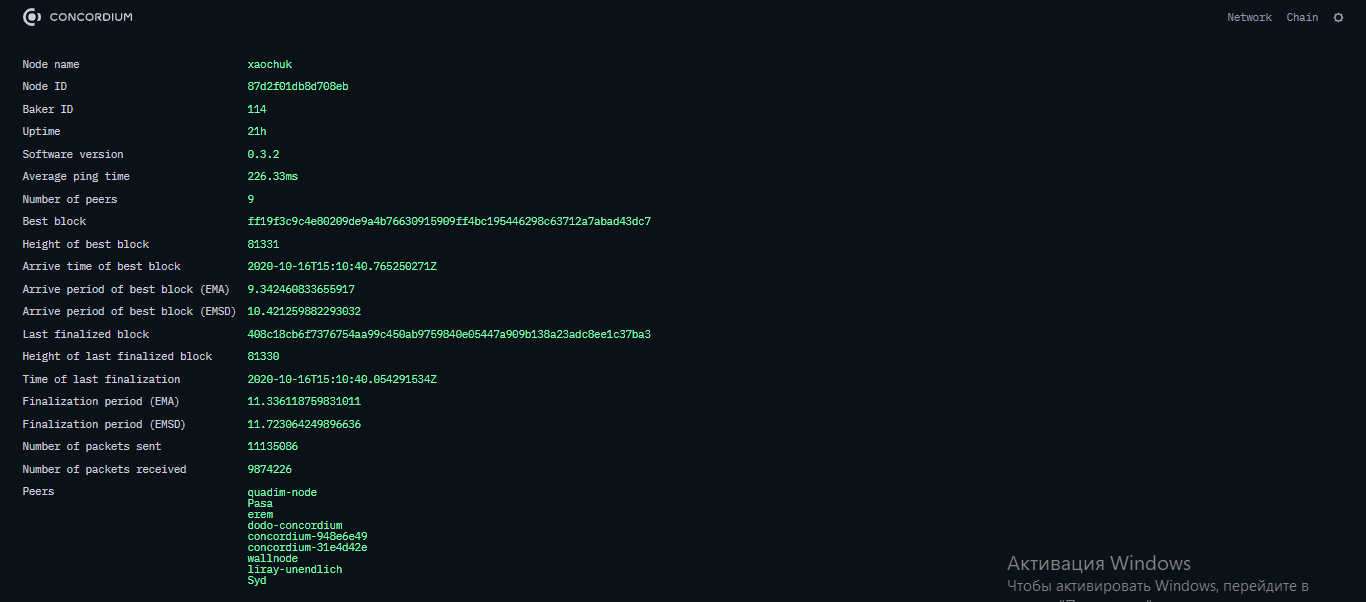 CONCORDIUM
Network Chain
Node name xaochuk
Node ID 87d2f01db8d708eb
Baker ID 114
Uptime 21h
Software version 0.3.2
Average ping time 226.33ms
Number of peers 9
Best block ff19f3c9c4e80209de9a4b76630915909ff4bc195446298c63712a7abad43dc7
Height of best block 81331
Arrive time of best block 2020-10-16T15:10:40.765250271Z
Arrive period of best block (EMA) 9.342460833655917
Arrive period of best block (EMSD) 10.421259882293032
Last finalized block 408c18cb6f7376754aa99c450ab9759840e05447a909b138a23adc8ee1c37ba3
Height of last finalized block 81330
Time of last finalization 2020-10-16T15:10:40.054291534Z
Finalization period (EMA) 11.336118759831011
Finalization period (EMSD) 11.723064249896636
Number of packets sent 11135086
Number of packets received 9874226
Peers quadim-node
Pasa
erem
dodo-concordium
concordium-948e6e49
concordium-31e4d42e
wallnode
liray-unendlich
Syd
Активация Windows
Чтобы активировать Windows, перейдите в